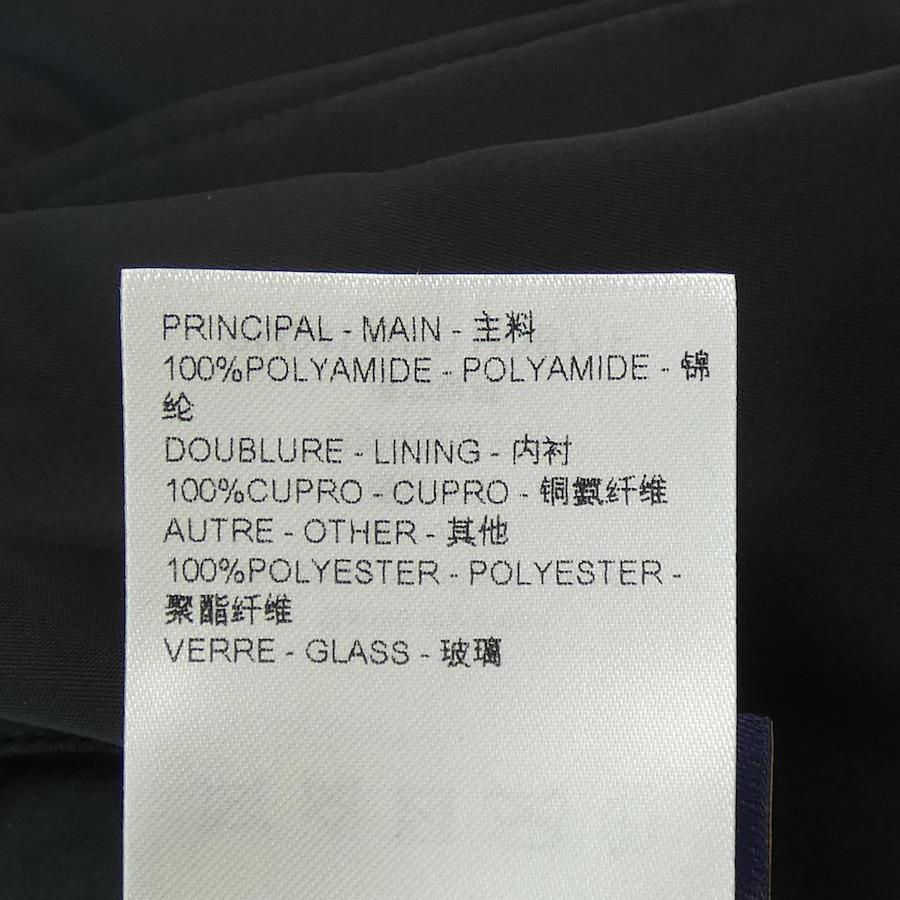 PRINCIPAL - MAIN - 主料
100%POLYAMIDE - POLYAMIDE - 锦
纶
DOUBLURE - LINING - 内衬
100%CUPRO - CUPRO - 铜氨纤维
AUTRE - OTHER - 其他
100%POLYESTER - POLYESTER -
聚酯纤维
VERRE - GLASS - 玻璃